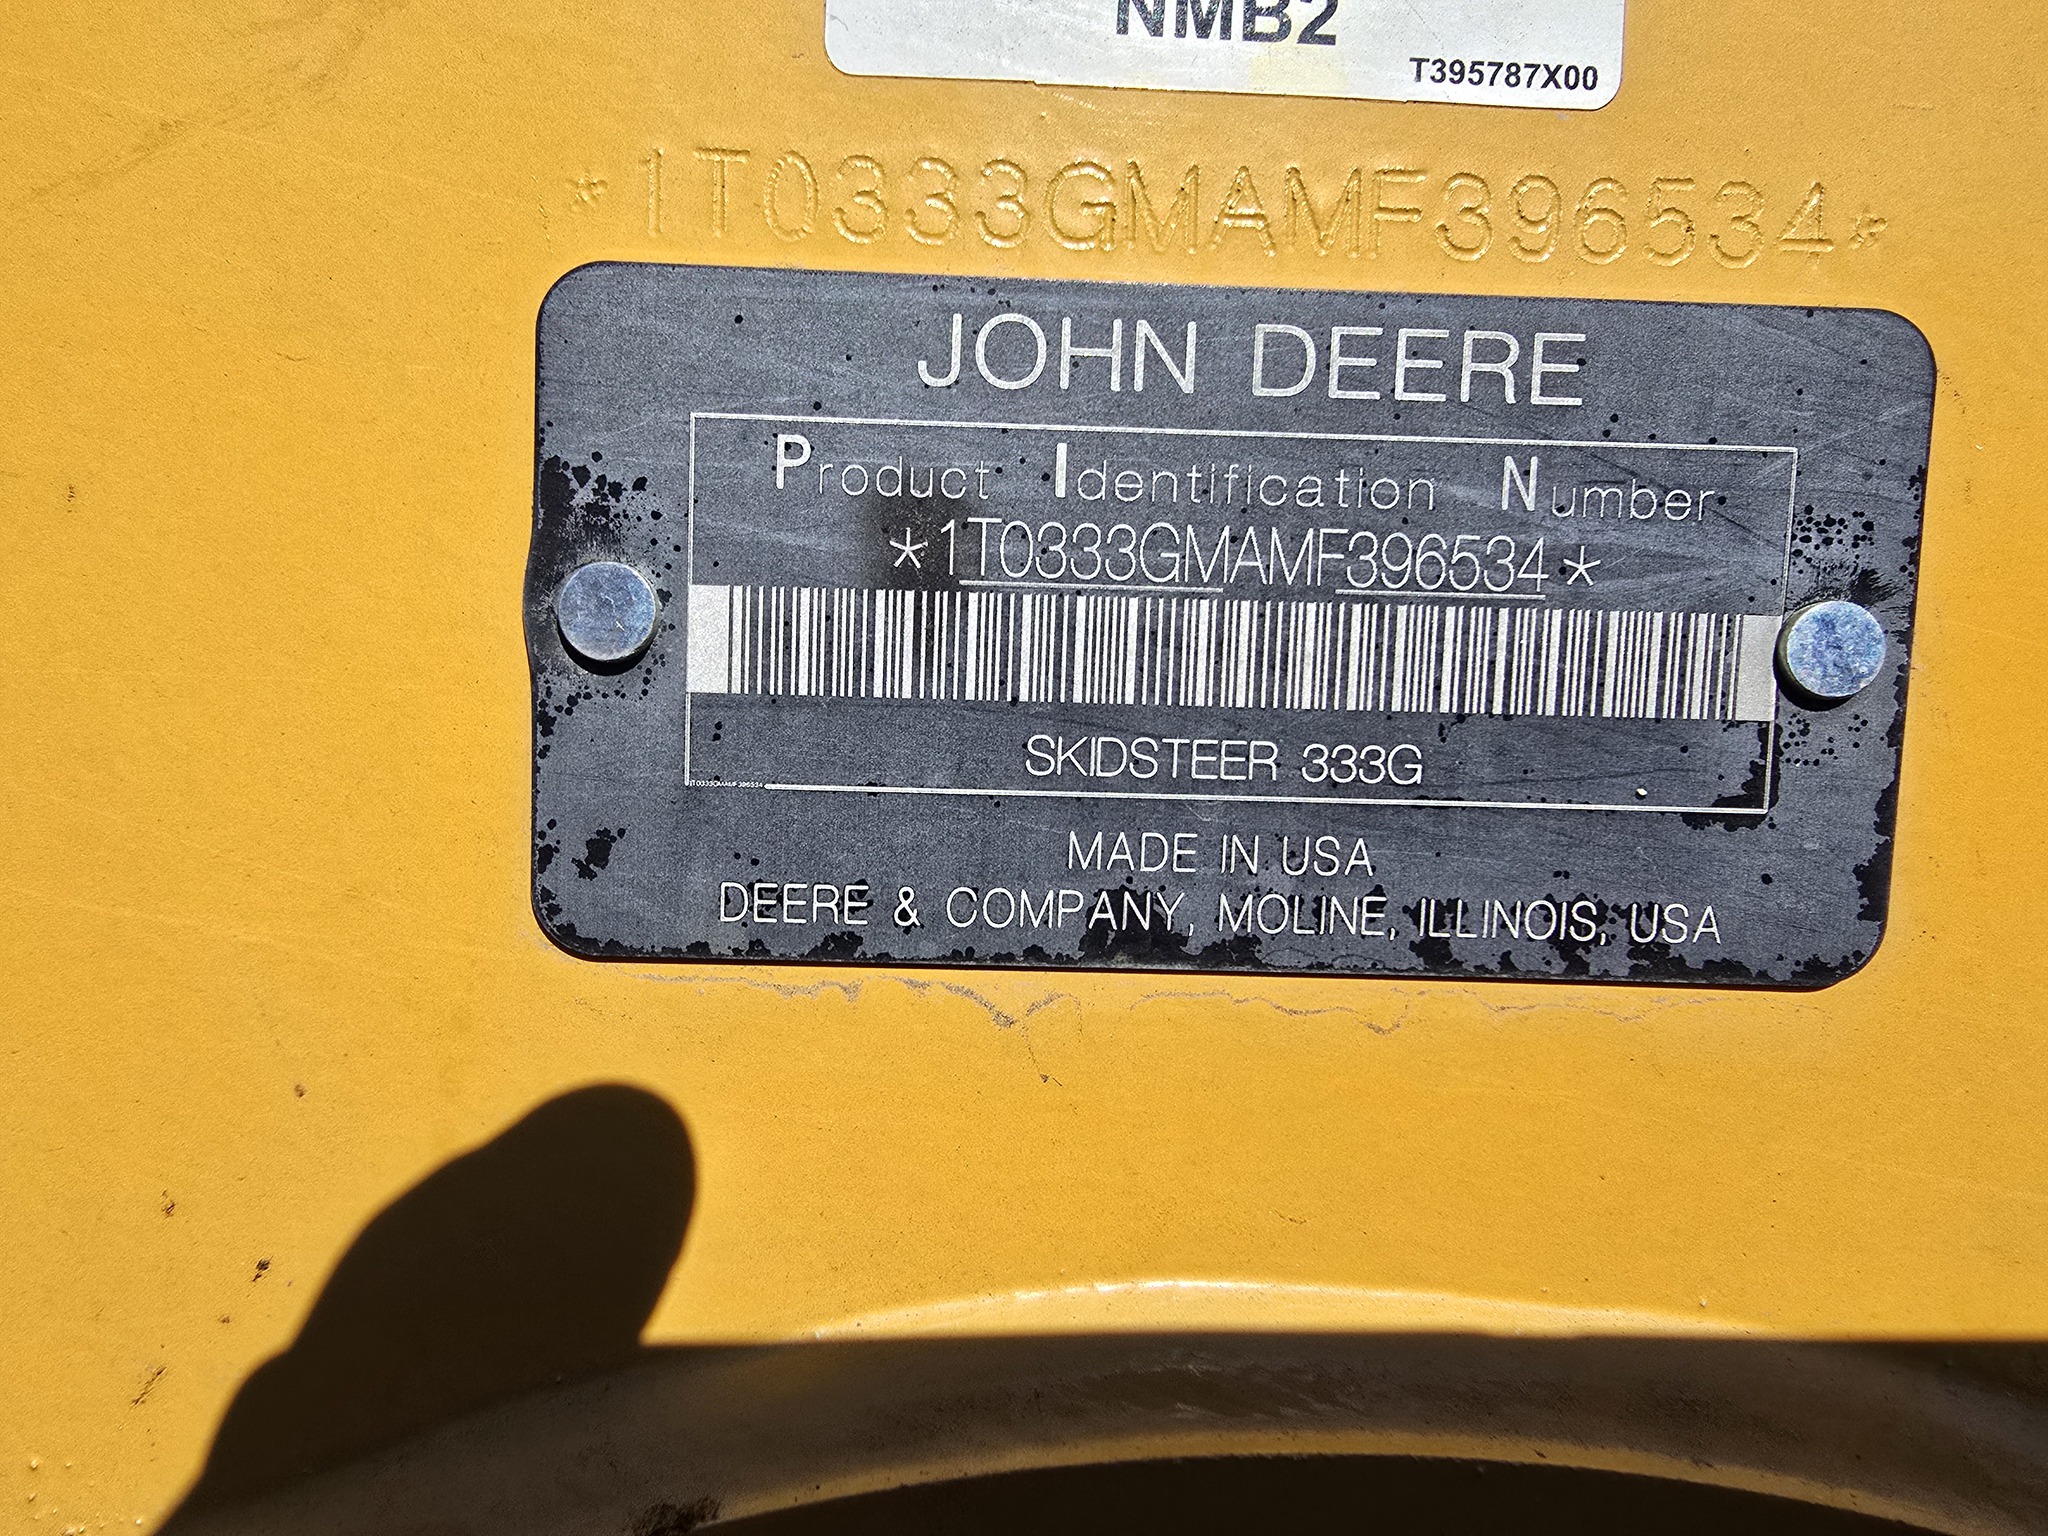 NMB2
T395787X00
*1T0333GMAMF396534*
JOHN DEERE
Product Identification Number
*1T0333GMAMF396534*
SKIDSTEER 333G
1T0333GMAMF396534
MADE IN USA
DEERE & COMPANY, MOLINE, ILLINOIS, USA